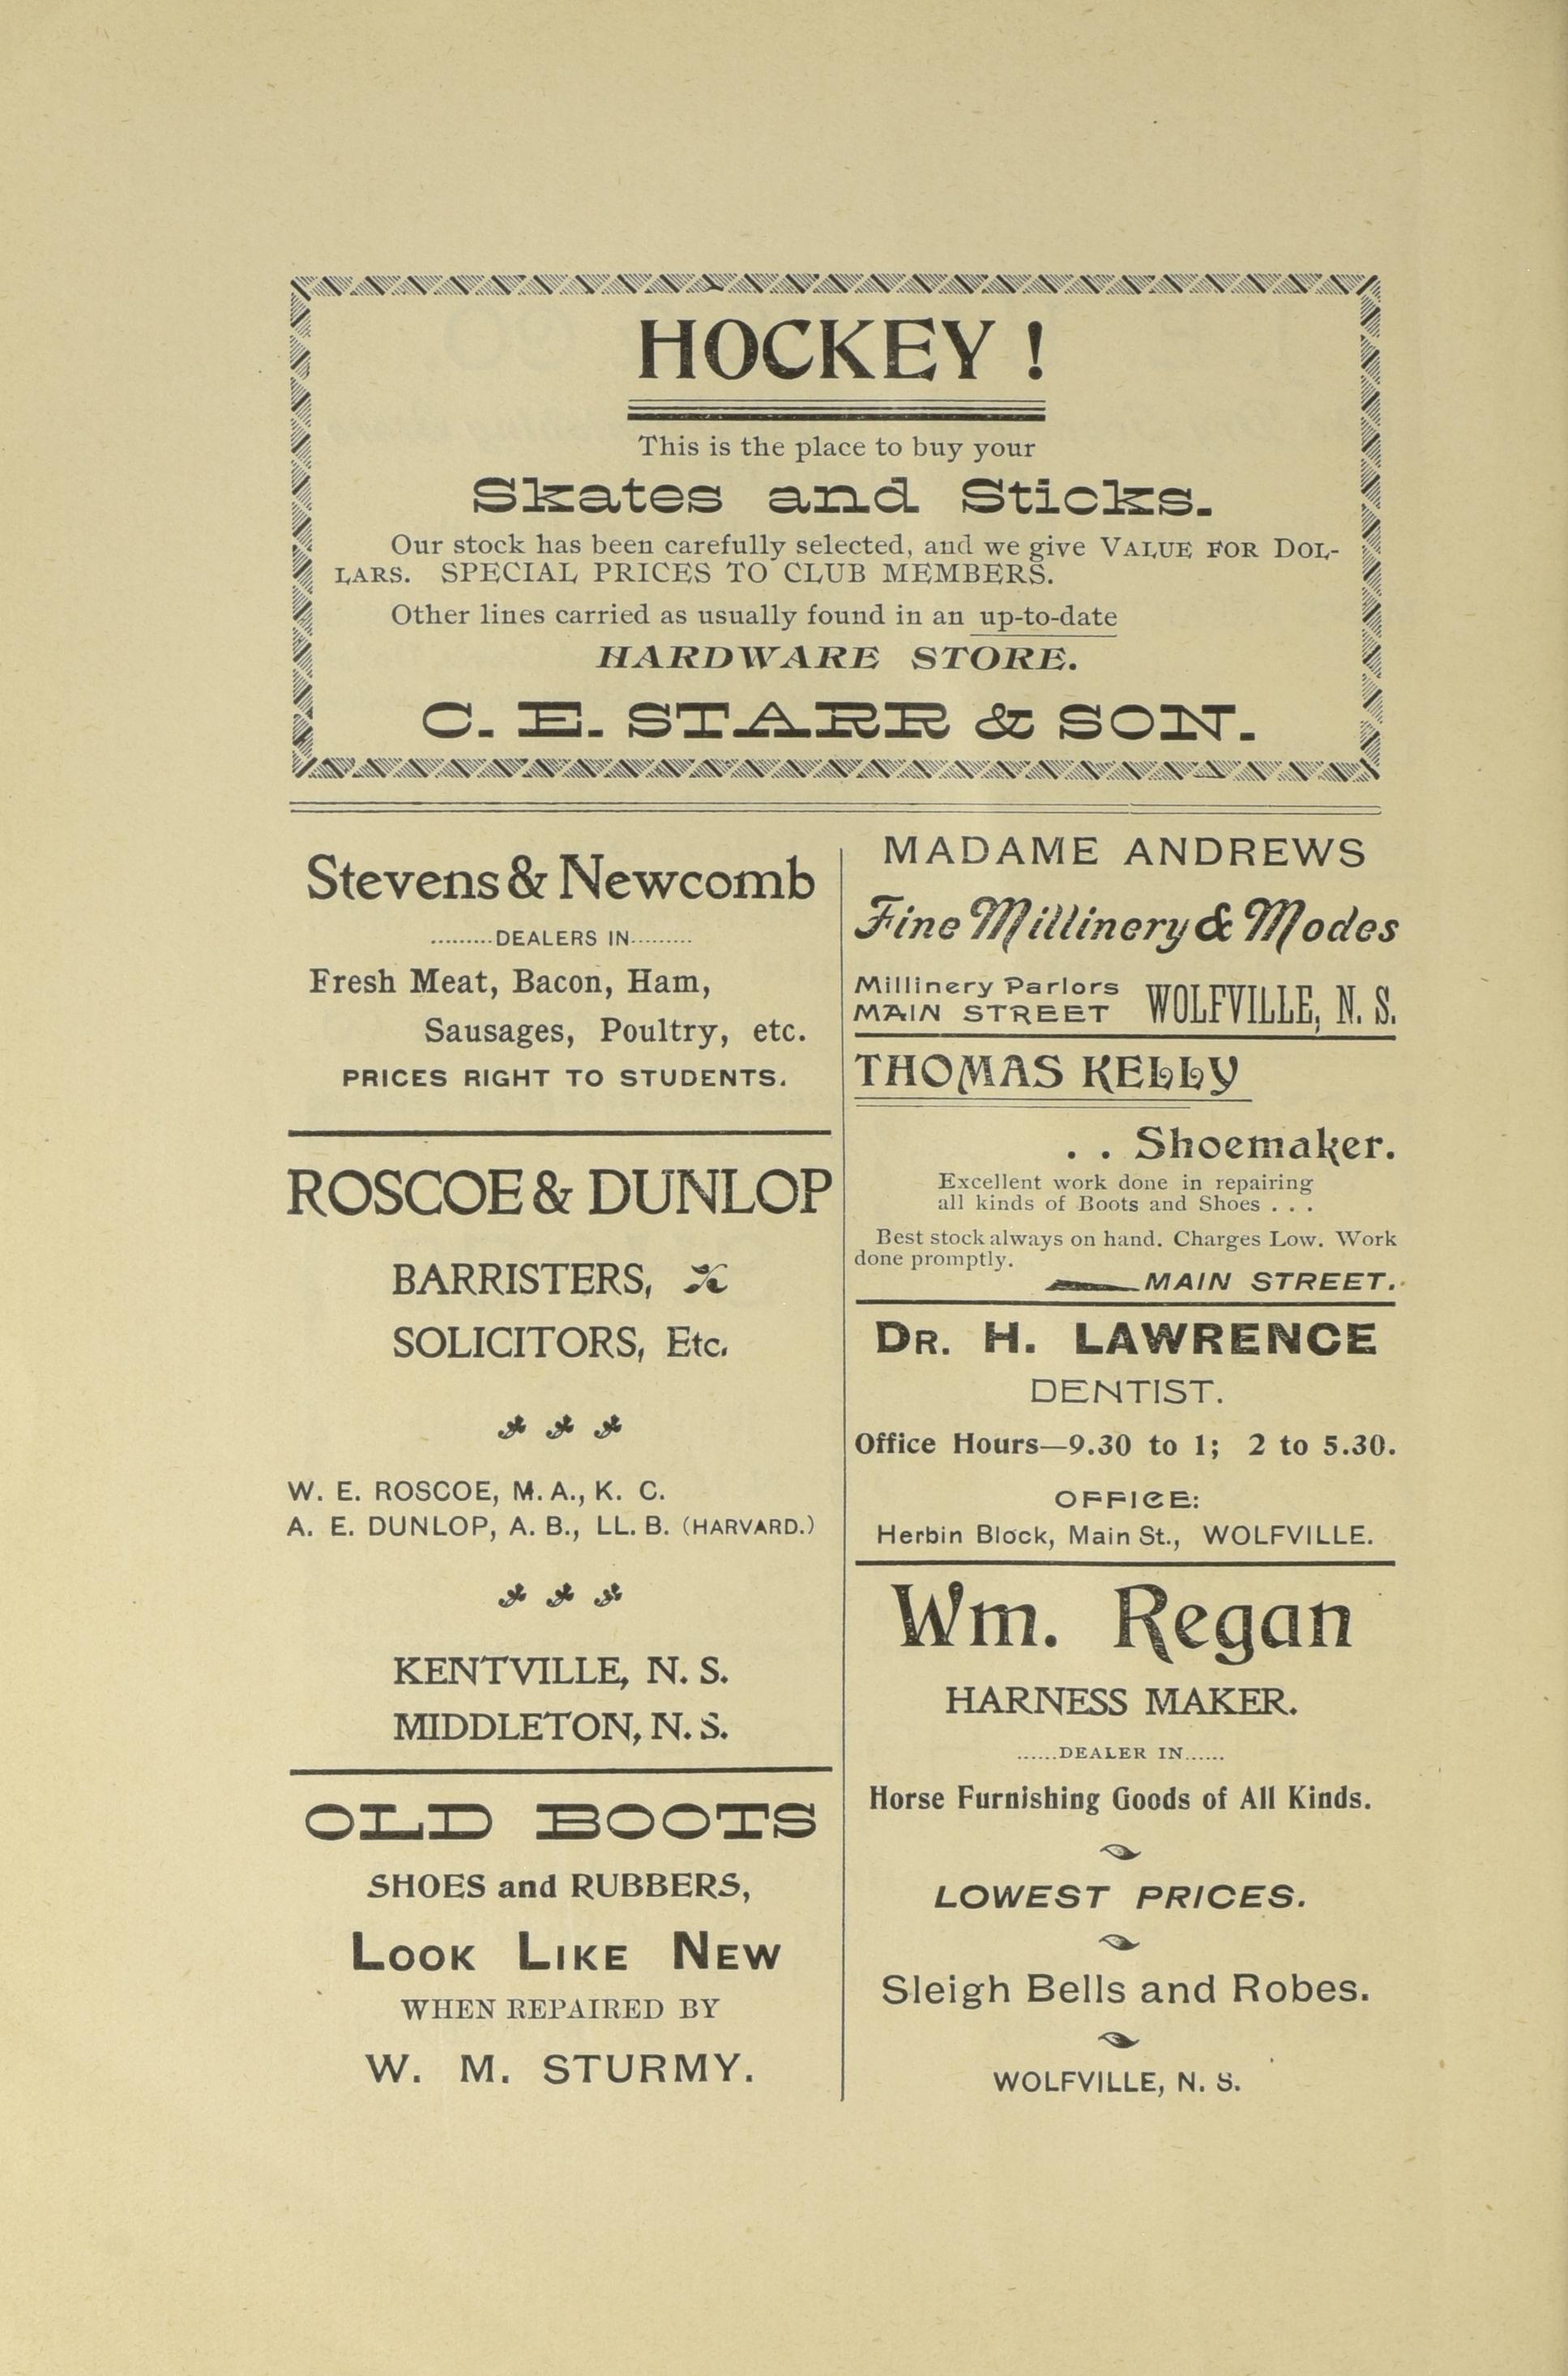 HOCKEY !
This is the place to buy your
Skates and Sticks.
Our stock has been carefully selected, and we give VALUE FOR DOL-
LARS. SPECIAL PRICES TO CLUB MEMBERS.
Other lines carried as usually found in an up-to-date
HARDWARE STORE.
C. E. STARR & SON.
Stevens & Newcomb
.........DEALERS IN.........
Fresh Meat, Bacon, Ham,
Sausages, Poultry, etc.
PRICES RIGHT TO STUDENTS.
ROSCOE & DUNLOP
BARRISTERS,
SOLICITORS, Etc.
W. E. ROSCOE, M. A., K. C.
A. E. DUNLOP, A. B., LL. B. (HARVARD.)
KENTVILLE, N. S.
MIDDLETON, N. S.
OLD BOOTS
SHOES and RUBBERS,
LOOK LIKE NEW
WHEN REPAIRED BY
W. M. STURMY.
MADAME ANDREWS
Fine Millinery & Modes
Millinery Parlors
MAIN STREET WOLFVILLE, N. S.
THOMAS KELLY
. . Shoemaker.
Excellent work done in repairing
all kinds of Boots and Shoes . . .
Best stock always on hand. Charges Low. Work
done promptly.
MAIN STREET.
DR. H. LAWRENCE
DENTIST.
Office Hours—9.30 to 1; 2 to 5.30.
OFFICE:
Herbin Block, Main St., WOLFVILLE.
Wm. Regan
HARNESS MAKER.
......DEALER IN......
Horse Furnishing Goods of All Kinds.
LOWEST PRICES.
Sleigh Bells and Robes.
WOLFVILLE, N. S.